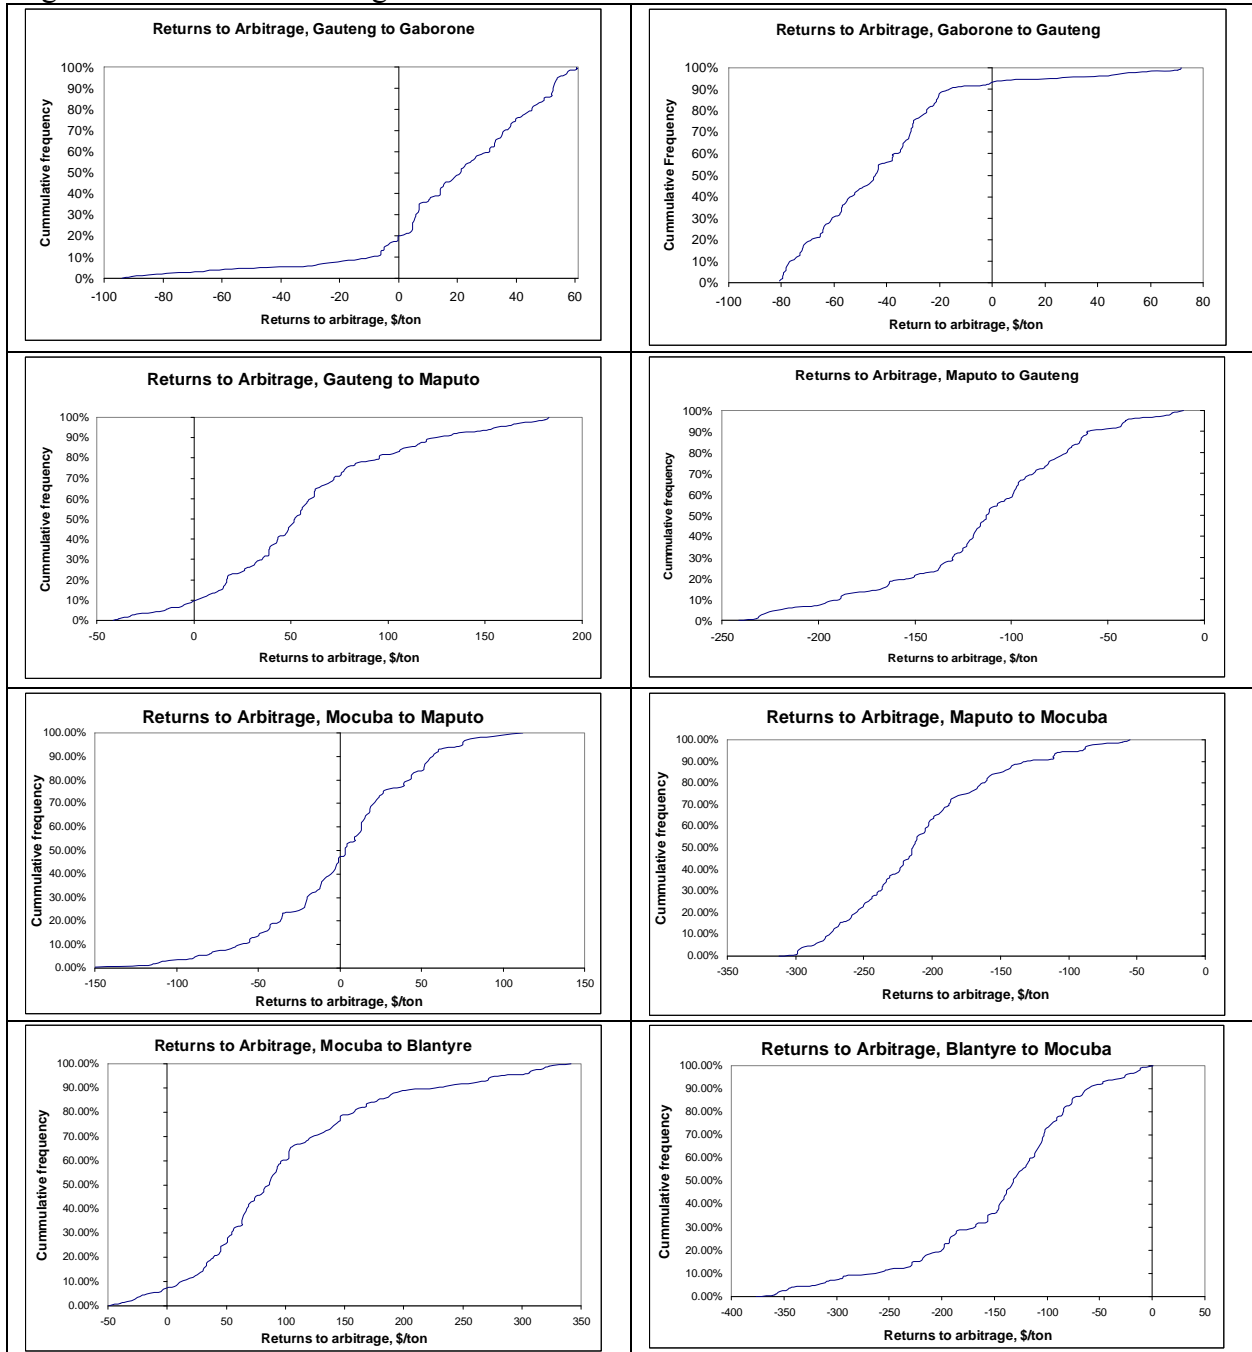 Returns to Arbitrage, Gauteng to Gaborone
Cummulative frequency
100%
90%
80%
70%
60%
50%
40%
30%
20%
10%
0%
-100 -80 -60 -40 -20 0 20 40 60
Returns to arbitrage, $/ton
Returns to Arbitrage, Gaborone to Gauteng
Cummulative Frequency
100%
90%
80%
70%
60%
50%
40%
30%
20%
10%
0%
-100 -80 -60 -40 -20 0 20 40 60 80
Return to arbitrage, $/ton
Returns to Arbitrage, Gauteng to Maputo
Cummulative frequency
100%
90%
80%
70%
60%
50%
40%
30%
20%
10%
0%
-50 0 50 100 150 200
Returns to arbitrage, $/ton
Returns to Arbitrage, Maputo to Gauteng
Cummulative frequency
100%
90%
80%
70%
60%
50%
40%
30%
20%
10%
0%
-250 -200 -150 -100 -50 0
Returns to arbitrage, $/ton
Returns to Arbitrage, Mocuba to Maputo
Cummulative frequency
100.00%
90.00%
80.00%
70.00%
60.00%
50.00%
40.00%
30.00%
20.00%
10.00%
0.00%
-150 -100 -50 0 50 100 150
Returns to arbitrage, $/ton
Returns to Arbitrage, Maputo to Mocuba
Cummulative frequency
100.00%
90.00%
80.00%
70.00%
60.00%
50.00%
40.00%
30.00%
20.00%
10.00%
0.00%
-350 -300 -250 -200 -150 -100 -50 0
Returns to arbitrage, $/ton
Returns to Arbitrage, Mocuba to Blantyre
Cummulative frequency
100.00%
90.00%
80.00%
70.00%
60.00%
50.00%
40.00%
30.00%
20.00%
10.00%
0.00%
-50 0 50 100 150 200 250 300 350
Returns to arbitrage, $/ton
Returns to Arbitrage, Blantyre to Mocuba
Cummulative frequency
100.00%
90.00%
80.00%
70.00%
60.00%
50.00%
40.00%
30.00%
20.00%
10.00%
0.00%
-400 -350 -300 -250 -200 -150 -100 -50 0 50
Returns to arbitrage, $/ton